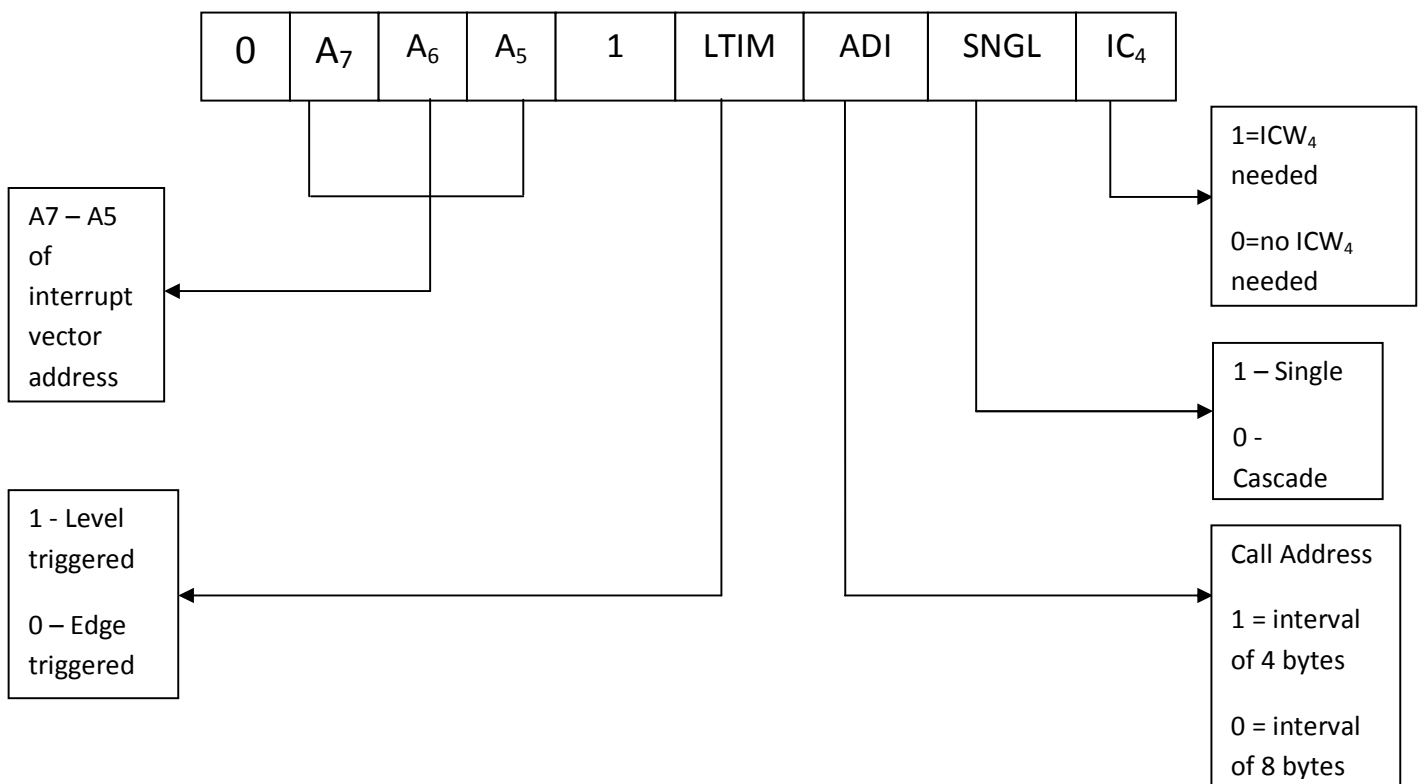 0 A₇ A₆ A₅ 1 LTIM ADI SNGL IC₄
1=ICW₄
needed
0=no ICW₄
needed
A7 – A5
of
interrupt
vector
address
1 – Single
0 -
Cascade
1 - Level
triggered
0 – Edge
triggered
Call Address
1 = interval
of 4 bytes
0 = interval
of 8 bytes